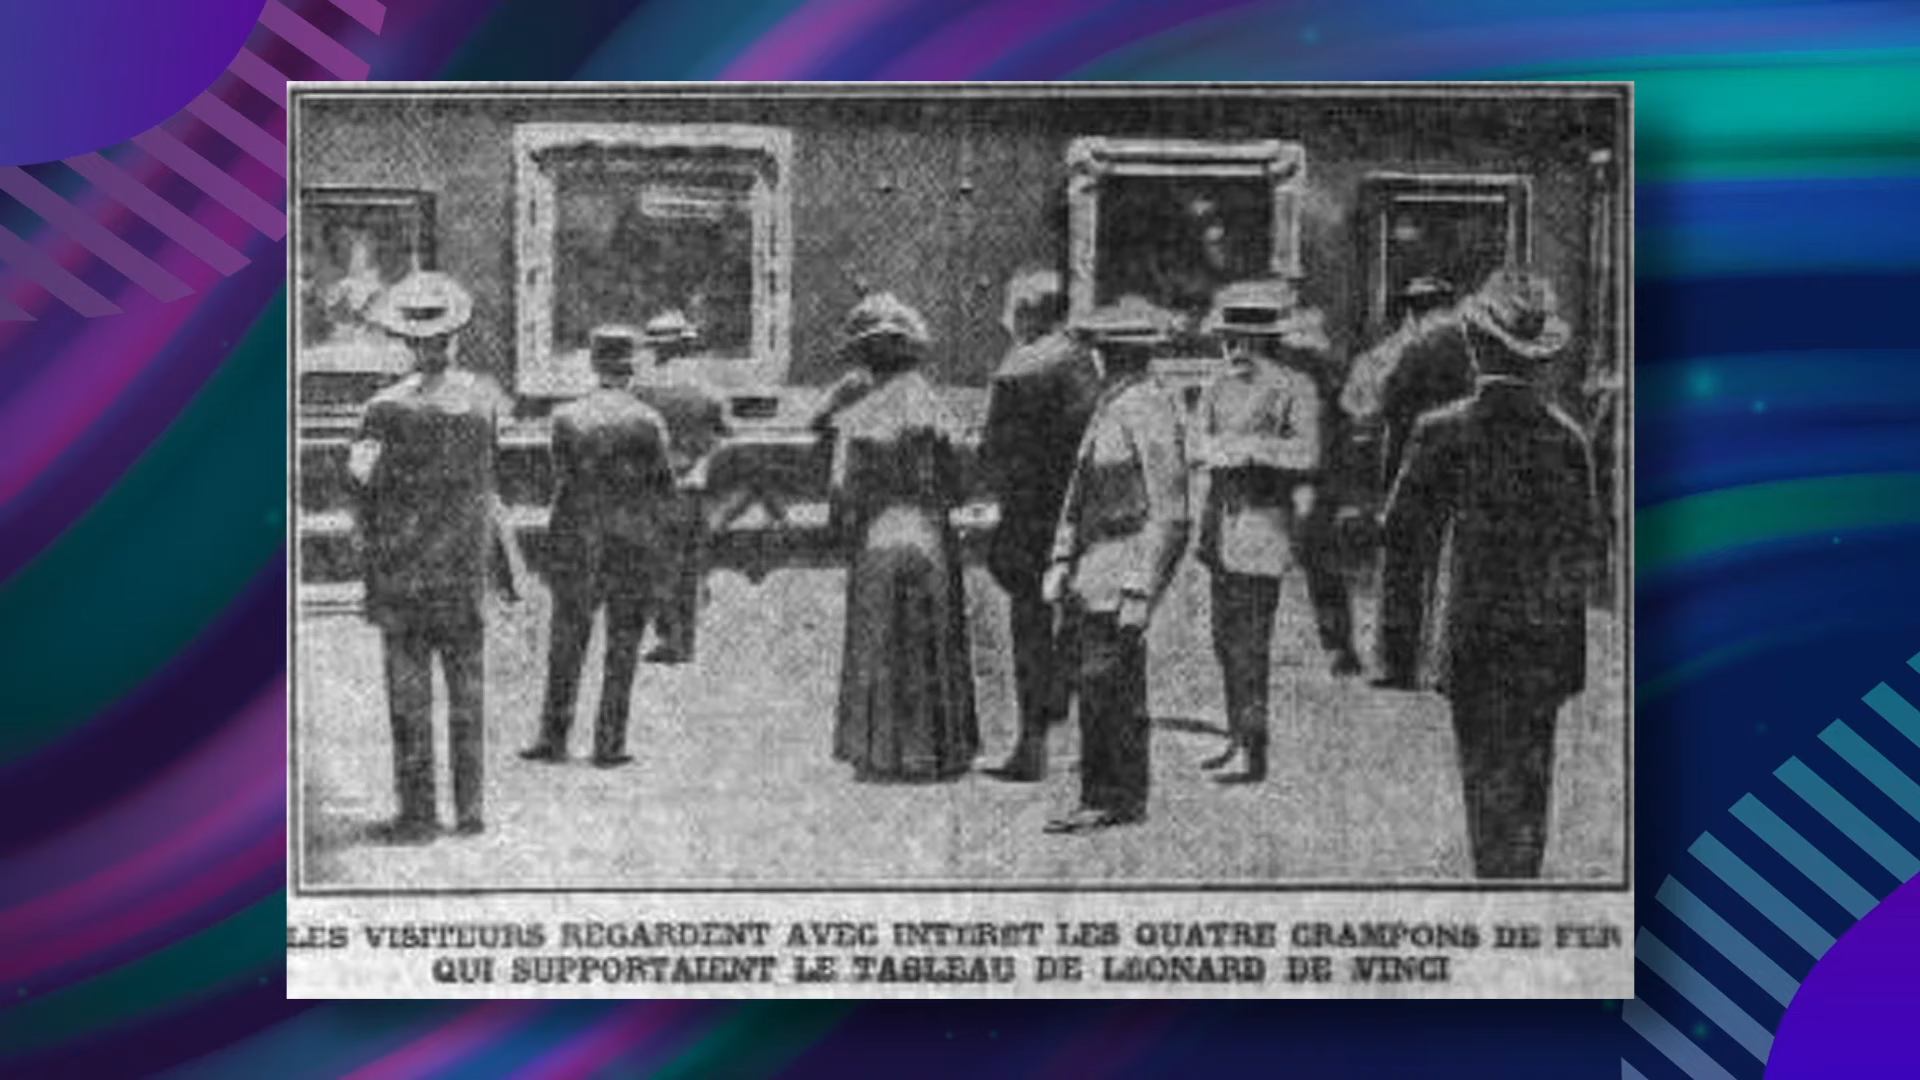 LES VISITEURS REGARDENT AVEC INTERET LES QUATRE CRAMPONS DE FER
QUI SUPPORTAIENT LE TABLEAU DE LEONARD DE VINCI